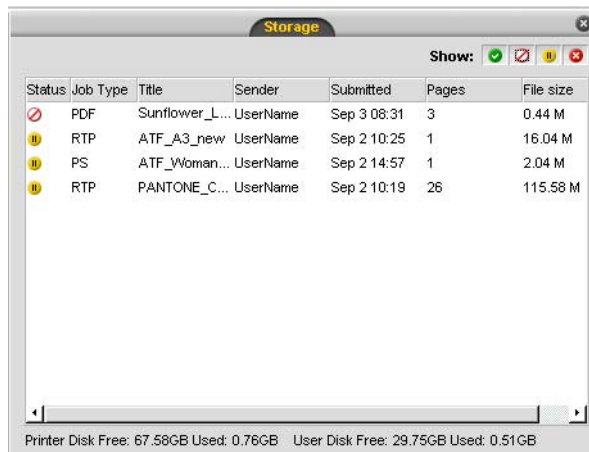 Storage
Show:
Status Job Type Title Sender Submitted Pages File size
PDF Sunflower_L... UserName Sep 3 08:31 3 0.44 M
RTP ATF_A3_new UserName Sep 2 10:25 1 16.04 M
PS ATF_Woman... UserName Sep 2 14:57 1 2.04 M
RTP PANTONE_C... UserName Sep 2 10:19 26 115.58 M
Printer Disk Free: 67.58GB Used: 0.76GB User Disk Free: 29.75GB Used: 0.51GB